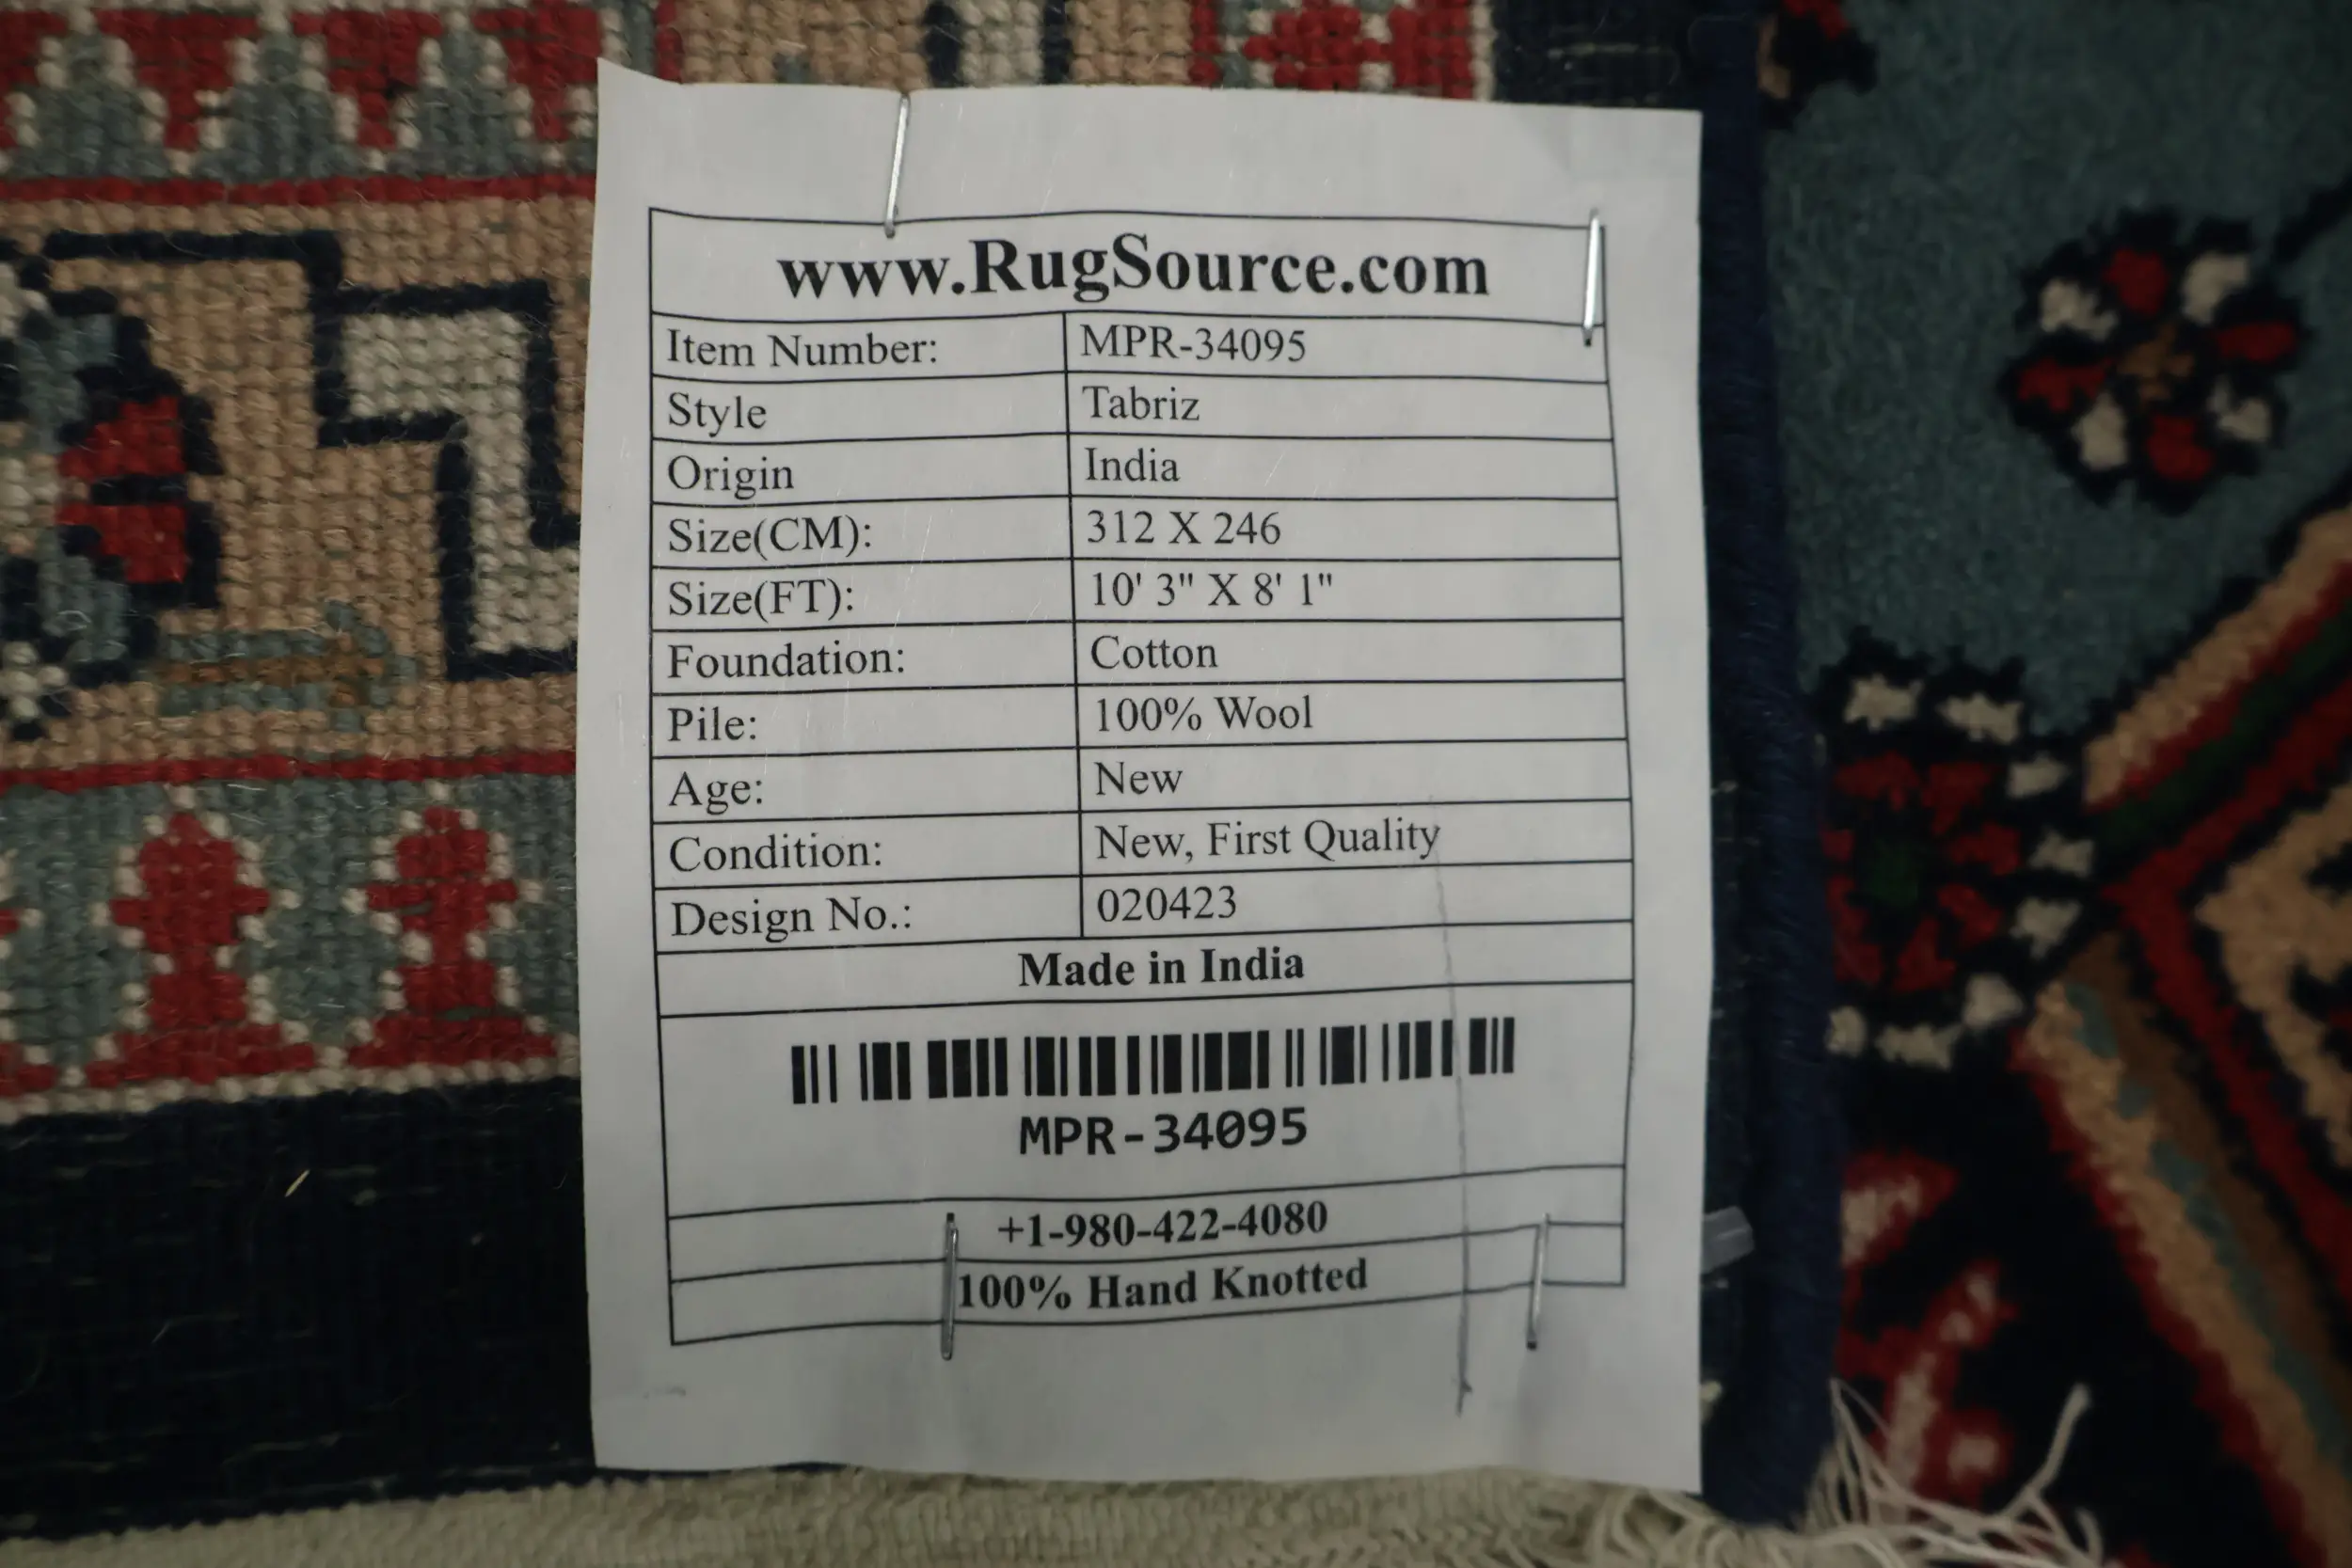 www.RugSource.com
Item Number: MPR-34095
Style Tabriz
Origin India
Size(CM): 312 X 246
Size(FT): 10' 3" X 8' 1"
Foundation: Cotton
Pile: 100% Wool
Age: New
Condition: New, First Quality
Design No.: 020423
Made in India
MPR-34095
+1-980-422-4080
100% Hand Knotted